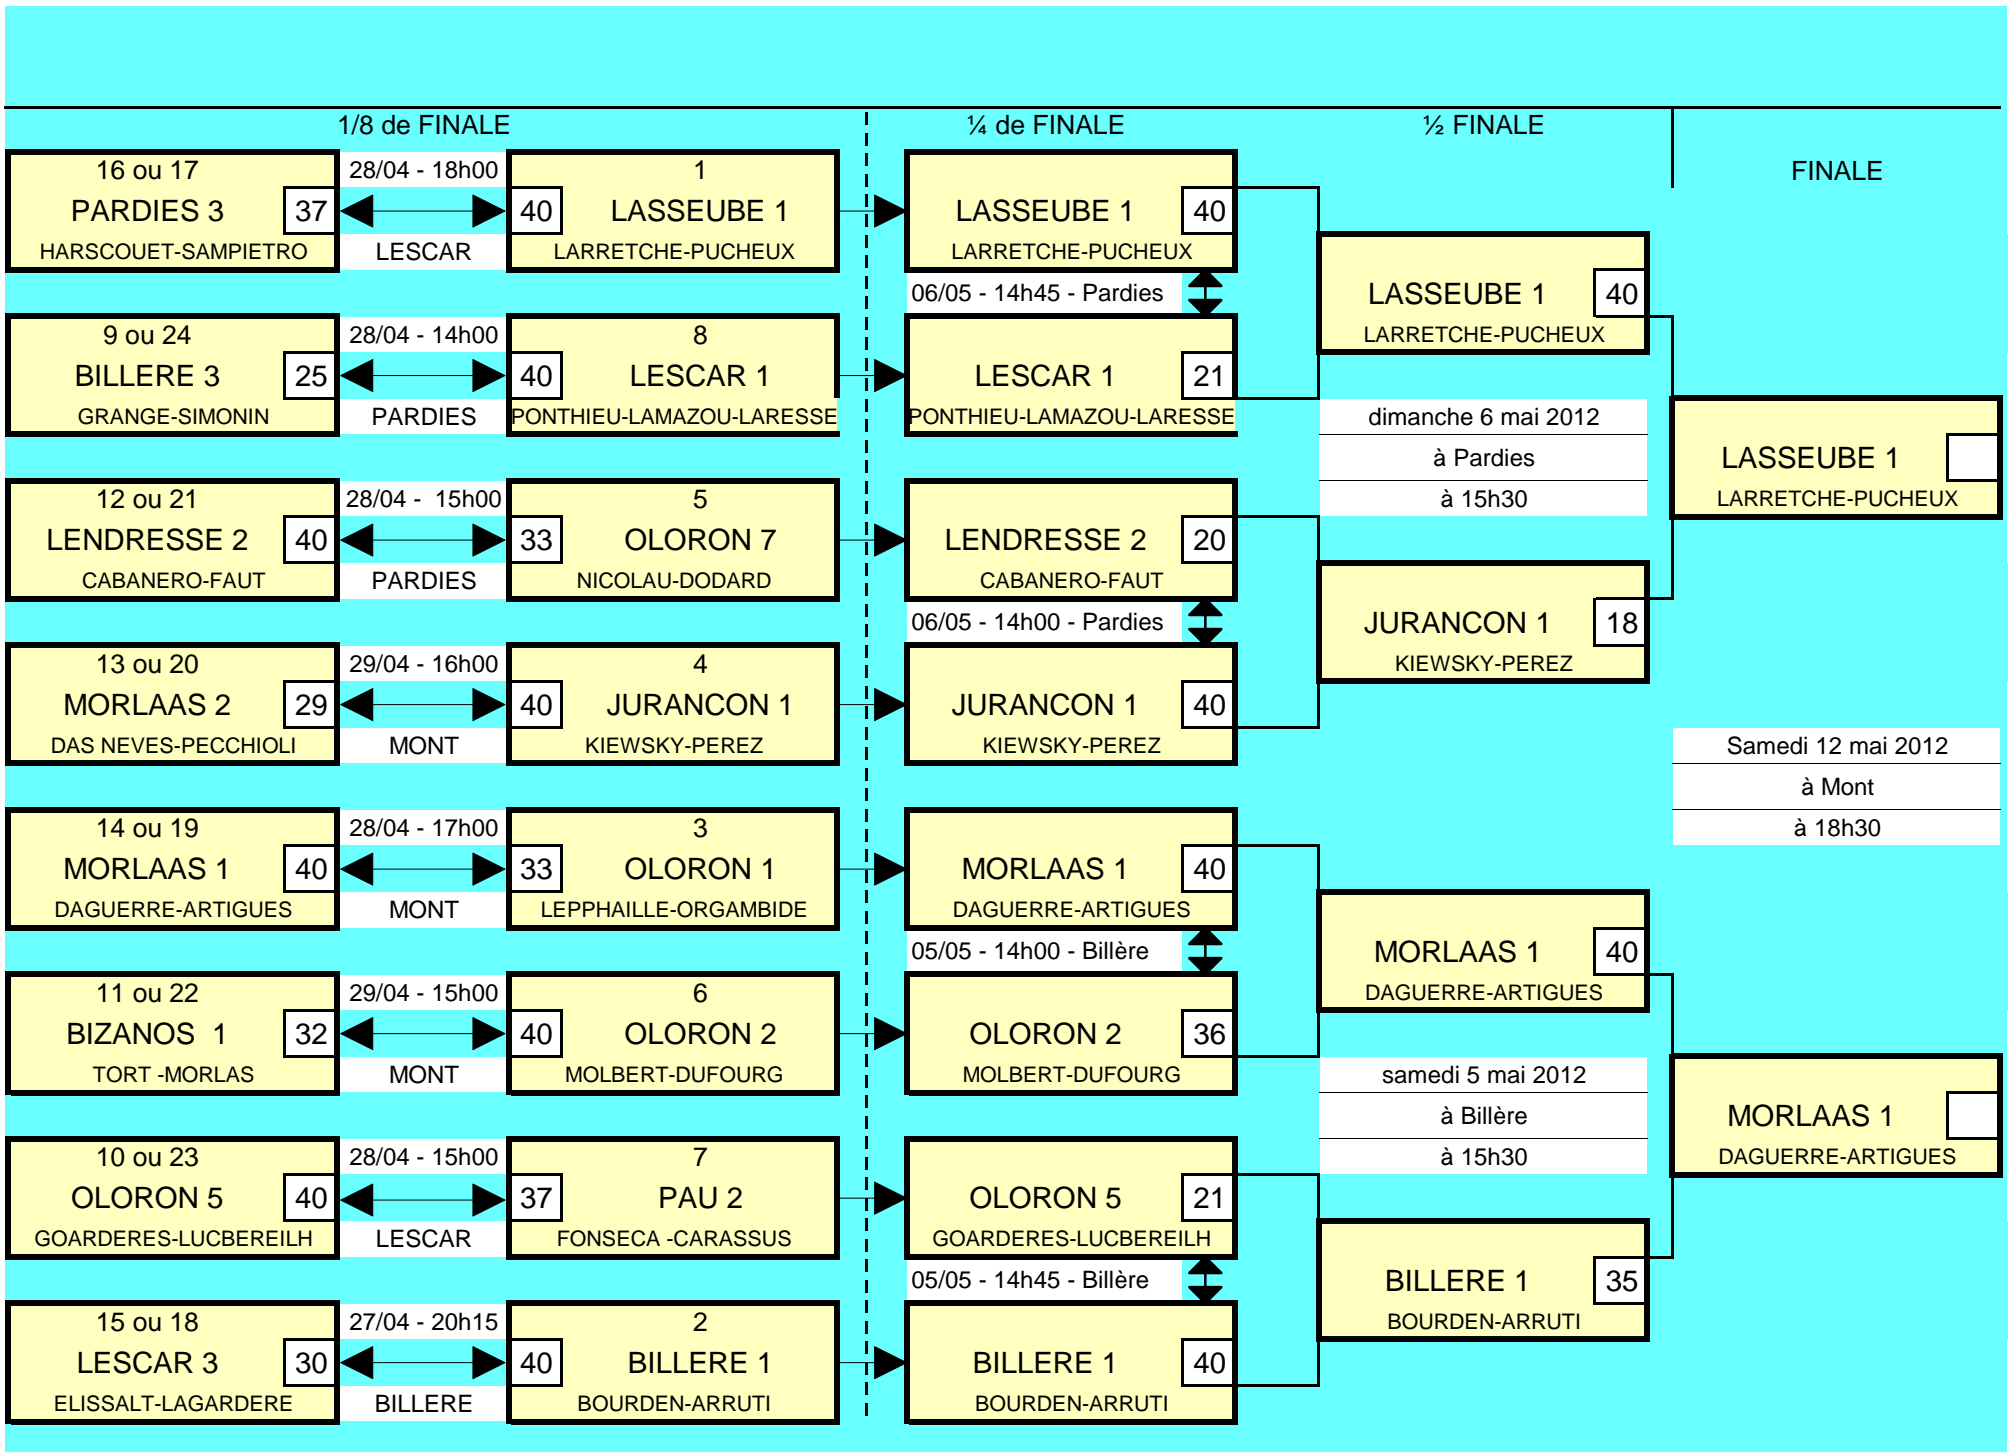 1/8 de FINALE
¼ de FINALE
½ FINALE
FINALE
16 ou 17
28/04 - 18h00
1
PARDIES 3
37
40
LASSEUBE 1
LASSEUBE 1
40
HARSCOUET-SAMPIETRO
LESCAR
LARRETCHE-PUCHEUX
LARRETCHE-PUCHEUX
06/05 - 14h45 - Pardies
LASSEUBE 1
40
LARRETCHE-PUCHEUX
9 ou 24
28/04 - 14h00
8
BILLERE 3
25
40
LESCAR 1
LESCAR 1
21
GRANGE-SIMONIN
PARDIES
PONTHIEU-LAMAZOU-LARESSE
PONTHIEU-LAMAZOU-LARESSE
dimanche 6 mai 2012
à Pardies
à 15h30
LASSEUBE 1
LARRETCHE-PUCHEUX
12 ou 21
28/04 -  15h00
5
LENDRESSE 2
40
33
OLORON 7
LENDRESSE 2
20
CABANERO-FAUT
PARDIES
NICOLAU-DODARD
CABANERO-FAUT
06/05 - 14h00 - Pardies
JURANCON 1
18
KIEWSKY-PEREZ
13 ou 20
29/04 - 16h00
4
MORLAAS 2
29
40
JURANCON 1
JURANCON 1
40
DAS NEVES-PECCHIOLI
MONT
KIEWSKY-PEREZ
KIEWSKY-PEREZ
Samedi 12 mai 2012
à Mont
à 18h30
14 ou 19
28/04 - 17h00
3
MORLAAS 1
40
33
OLORON 1
MORLAAS 1
40
DAGUERRE-ARTIGUES
MONT
LEPPHAILLE-ORGAMBIDE
DAGUERRE-ARTIGUES
05/05 - 14h00 - Billère
MORLAAS 1
40
DAGUERRE-ARTIGUES
11 ou 22
29/04 - 15h00
6
BIZANOS  1
32
40
OLORON 2
OLORON 2
36
TORT -MORLAS
MONT
MOLBERT-DUFOURG
MOLBERT-DUFOURG
samedi 5 mai 2012
à Billère
à 15h30
MORLAAS 1
DAGUERRE-ARTIGUES
10 ou 23
28/04 - 15h00
7
OLORON 5
40
37
PAU 2
OLORON 5
21
GOARDERES-LUCBEREILH
LESCAR
FONSECA -CARASSUS
GOARDERES-LUCBEREILH
05/05 - 14h45 - Billère
BILLERE 1
35
BOURDEN-ARRUTI
15 ou 18
27/04 - 20h15
2
LESCAR 3
30
40
BILLERE 1
BILLERE 1
40
ELISSALT-LAGARDERE
BILLERE
BOURDEN-ARRUTI
BOURDEN-ARRUTI